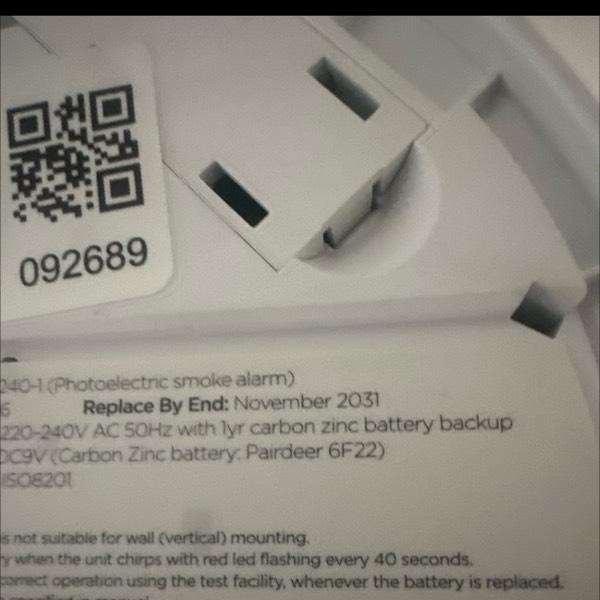 092689
240-1 (Photoelectric smoke alarm)
6 Replace By End: November 2031
220-240V AC 50Hz with 1yr carbon zinc battery backup
DC9V (Carbon Zinc battery: Pairdeer 6F22)
ISO8201
is not suitable for wall (vertical) mounting.
ry when the unit chirps with red led flashing every 40 seconds.
correct operation using the test facility, whenever the battery is replaced.